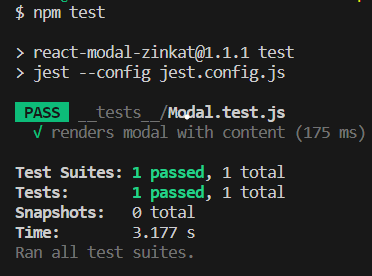 $ npm test
> react-modal-zinkat@1.1.1 test
> jest --config jest.config.js
PASS __tests__/Modal.test.js
√ renders modal with content (175 ms)
Test Suites: 1 passed, 1 total
Tests: 1 passed, 1 total
Snapshots: 0 total
Time: 3.177 s
Ran all test suites.